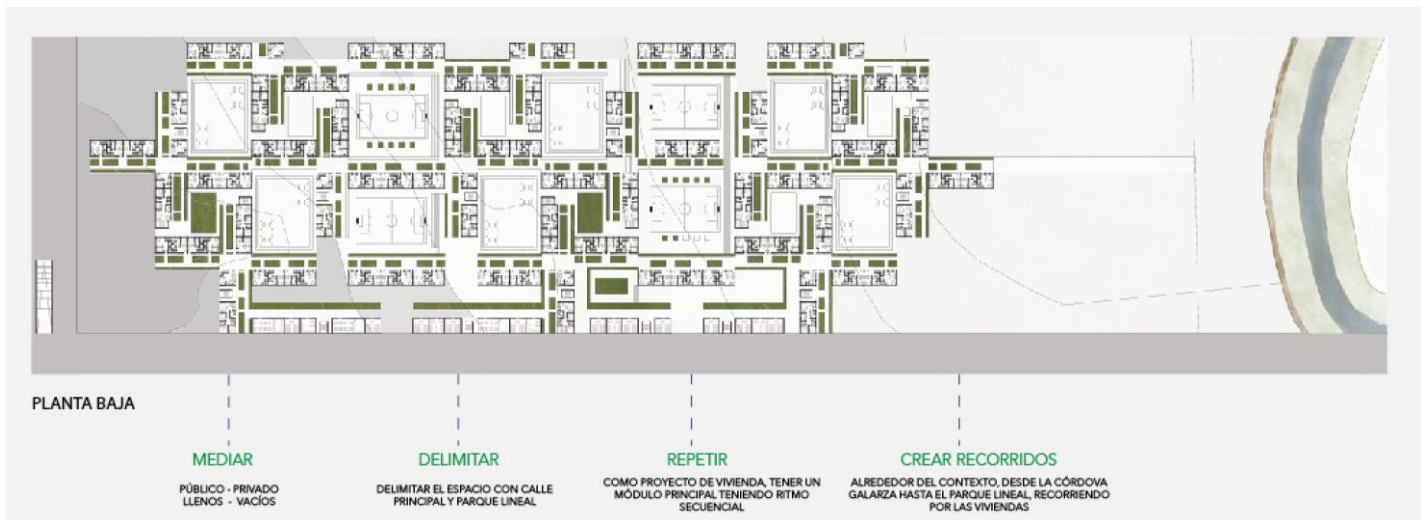 PLANTA BAJA
MEDIAR
PÚBLICO - PRIVADO
LLENOS - VACÍOS
DELIMITAR
DELIMITAR EL ESPACIO CON CALLE
PRINCIPAL Y PARQUE LINEAL
REPETIR
COMO PROYECTO DE VIVIENDA, TENER UN
MÓDULO PRINCIPAL TENIENDO RITMO
SECUENCIAL
CREAR RECORRIDOS
ALREDEDOR DEL CONTEXTO, DESDE LA CÓRDOVA
GALARZA HASTA EL PARQUE LINEAL, RECORRIENDO
POR LAS VIVIENDAS